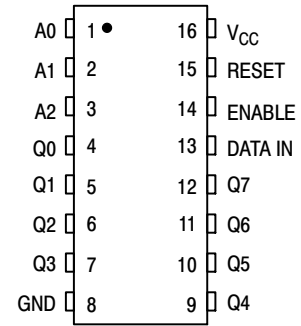 A0 1 16 VCC
A1 2 15 RESET
A2 3 14 ENABLE
Q0 4 13 DATA IN
Q1 5 12 Q7
Q2 6 11 Q6
Q3 7 10 Q5
GND 8 9 Q4